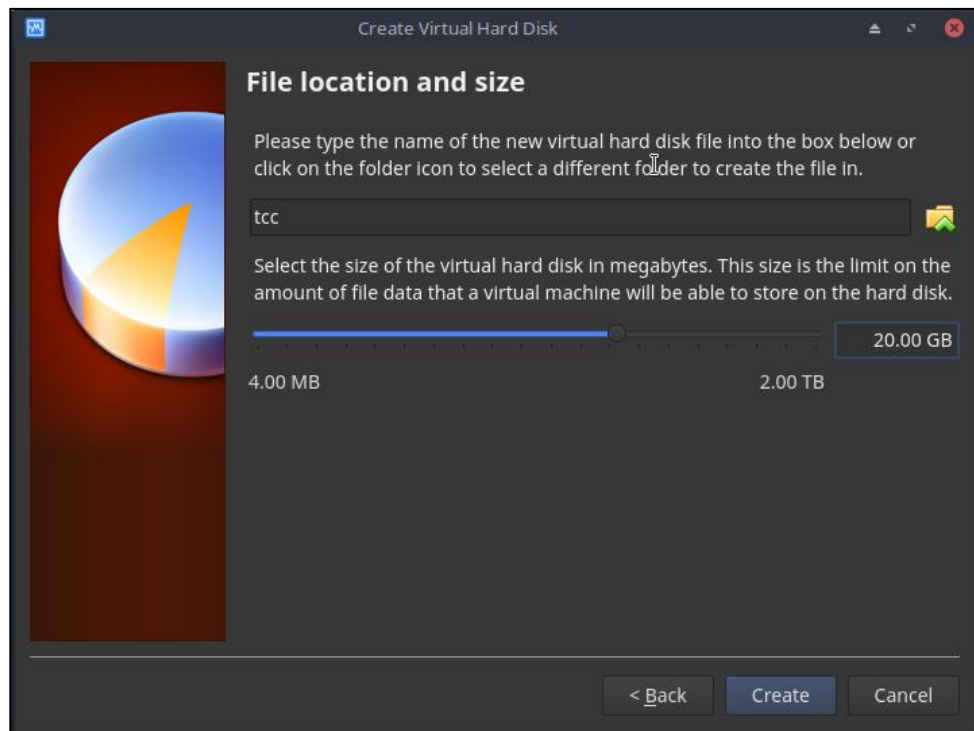 Create Virtual Hard Disk
File location and size
Please type the name of the new virtual hard disk file into the box below or
click on the folder icon to select a different folder to create the file in.
tcc
Select the size of the virtual hard disk in megabytes. This size is the limit on the
amount of file data that a virtual machine will be able to store on the hard disk.
20.00 GB
4.00 MB
2.00 TB
< Back
Create
Cancel